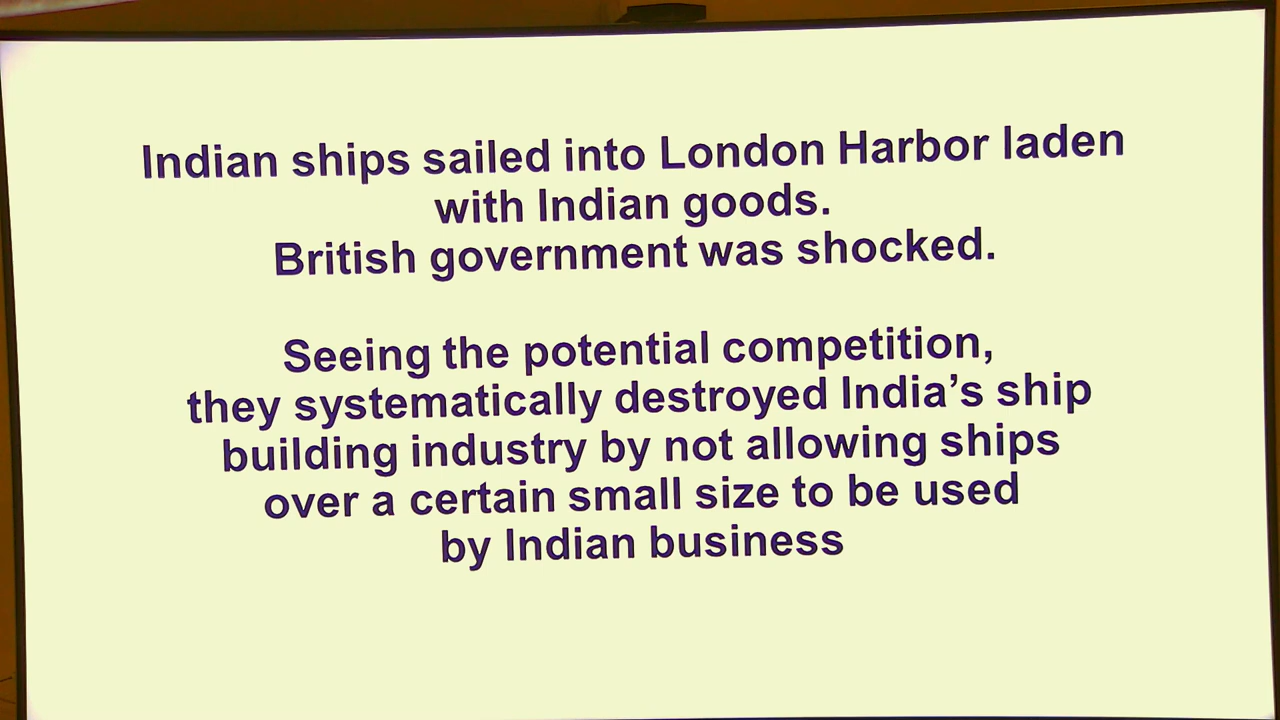 Indian ships sailed into London Harbor laden
with Indian goods.
British government was shocked.
Seeing the potential competition,
they systematically destroyed India’s ship
building industry by not allowing ships
over a certain small size to be used
by Indian business